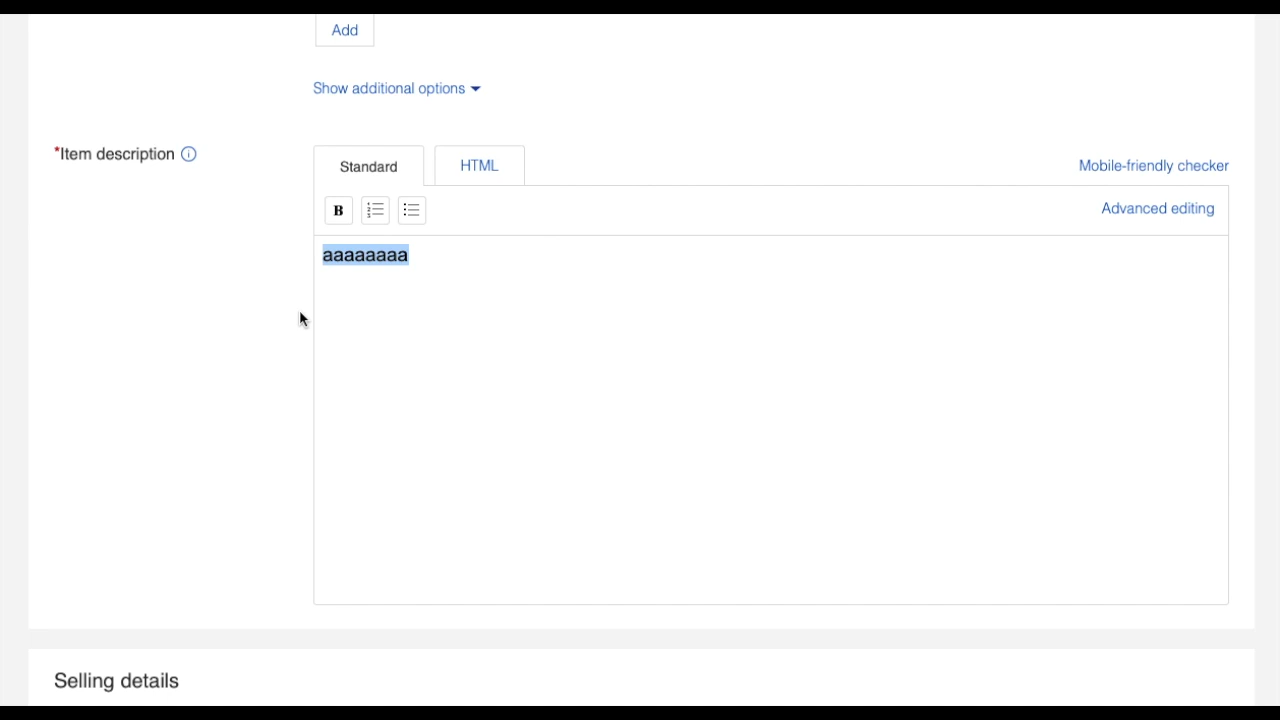 Add
Show additional options
*Item description
Standard
HTML
Mobile-friendly checker
B
Advanced editing
aaaaaaaa
Selling details